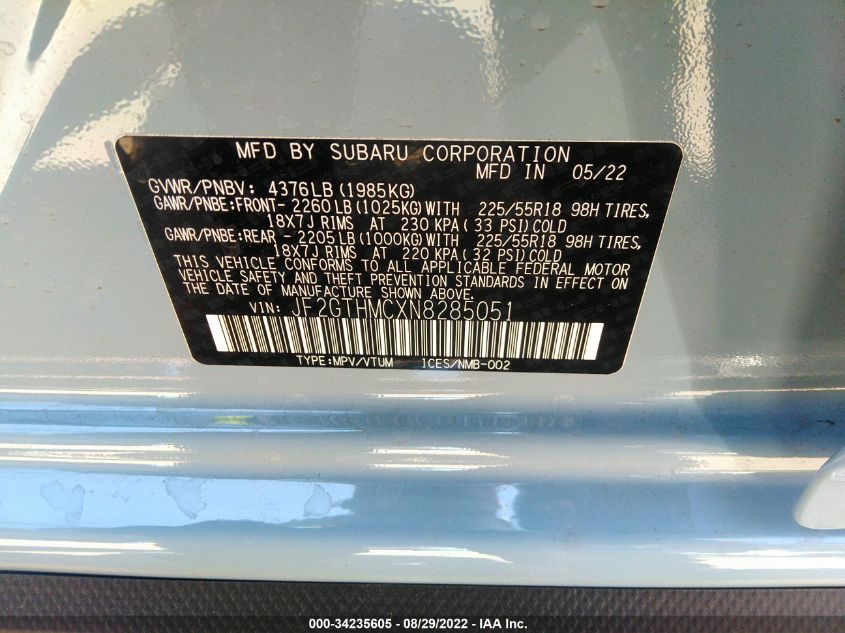 MFD BY SUBARU CORPORATION
MFD IN 05/22
GVWR/PNBV: 4376LB (1985KG)
GAWR/PNBE:FRONT-2260LB (1025KG) WITH 225/55R18 98H TIRES,
18X7J RIMS AT 230 KPA ( 33 PSI) COLD
GAWR/PNBE:REAR -2205LB (1000KG) WITH 225/55R18 98H TIRES,
18X7J RIMS AT 220 KPA ( 32 PSI) COLD
THIS VEHICLE CONFORMS TO ALL APPLICABLE FEDERAL MOTOR
VEHICLE SAFETY AND THEFT PREVENTION STANDARDS IN EFFECT ON
THE DATE OF MANUFACTURE SHOWN ABOVE.
VIN: JF2GTHMCXN8285051
TYPE:MPV/VTUM ICES/NMB-002
000-34235605 - 08/29/2022 - IAA Inc.